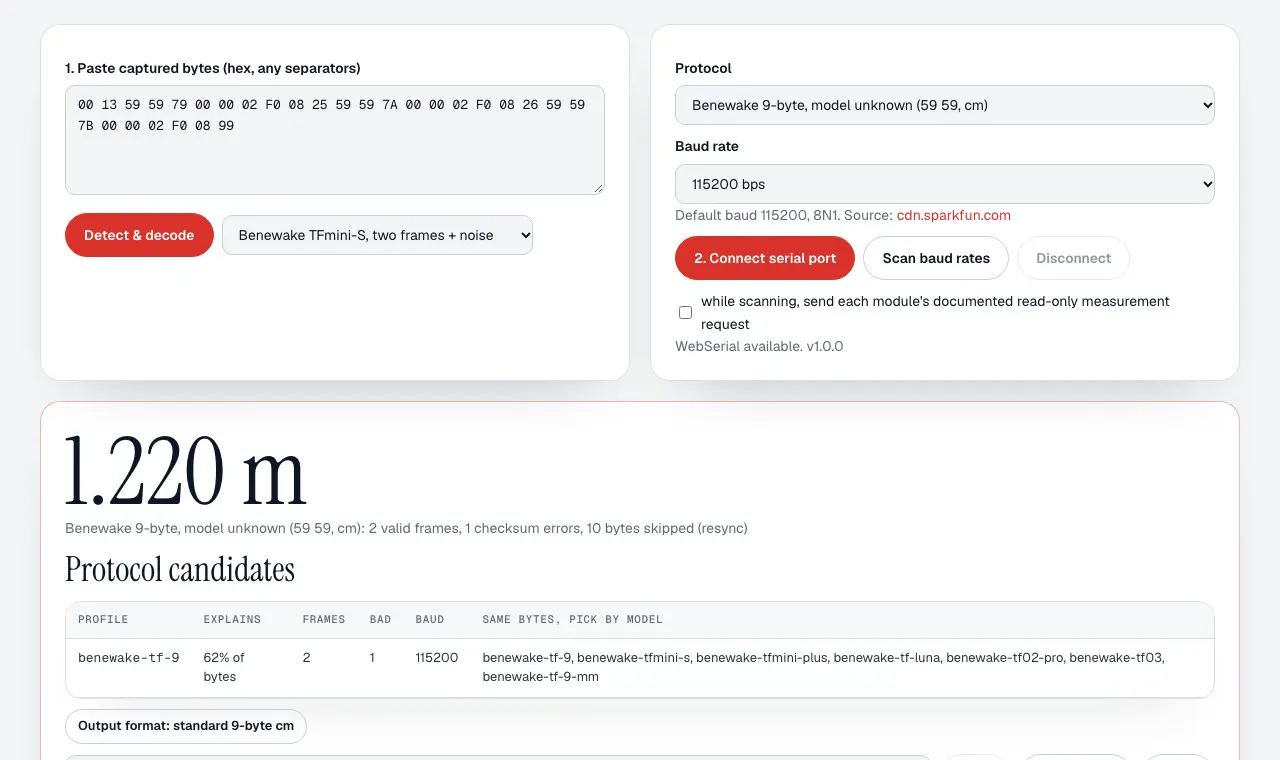 1. Paste captured bytes (hex, any separators)
00 13 59 59 79 00 00 02 F0 08 25 59 59 7A 00 00 02 F0 08 26 59 59
7B 00 00 02 F0 08 99
Detect & decode
Benewake TFmini-S, two frames + noise
Protocol
Benewake 9-byte, model unknown (59 59, cm)
Baud rate
115200 bps
Default baud 115200, 8N1. Source: cdn.sparkfun.com
2. Connect serial port
Scan baud rates
Disconnect
while scanning, send each module's documented read-only measurement
request
WebSerial available. v1.0.0
1.220 m
Benewake 9-byte, model unknown (59 59, cm): 2 valid frames, 1 checksum errors, 10 bytes skipped (resync)
Protocol candidates
PROFILE EXPLAINS FRAMES BAD BAUD SAME BYTES, PICK BY MODEL
benewake-tf-9 62% of 2 1 115200 benewake-tf-9, benewake-tfmini-s, benewake-tfmini-plus, benewake-tf-luna, benewake-tf02-pro, benewake-tf03,
bytes benewake-tf-9-mm
Output format: standard 9-byte cm